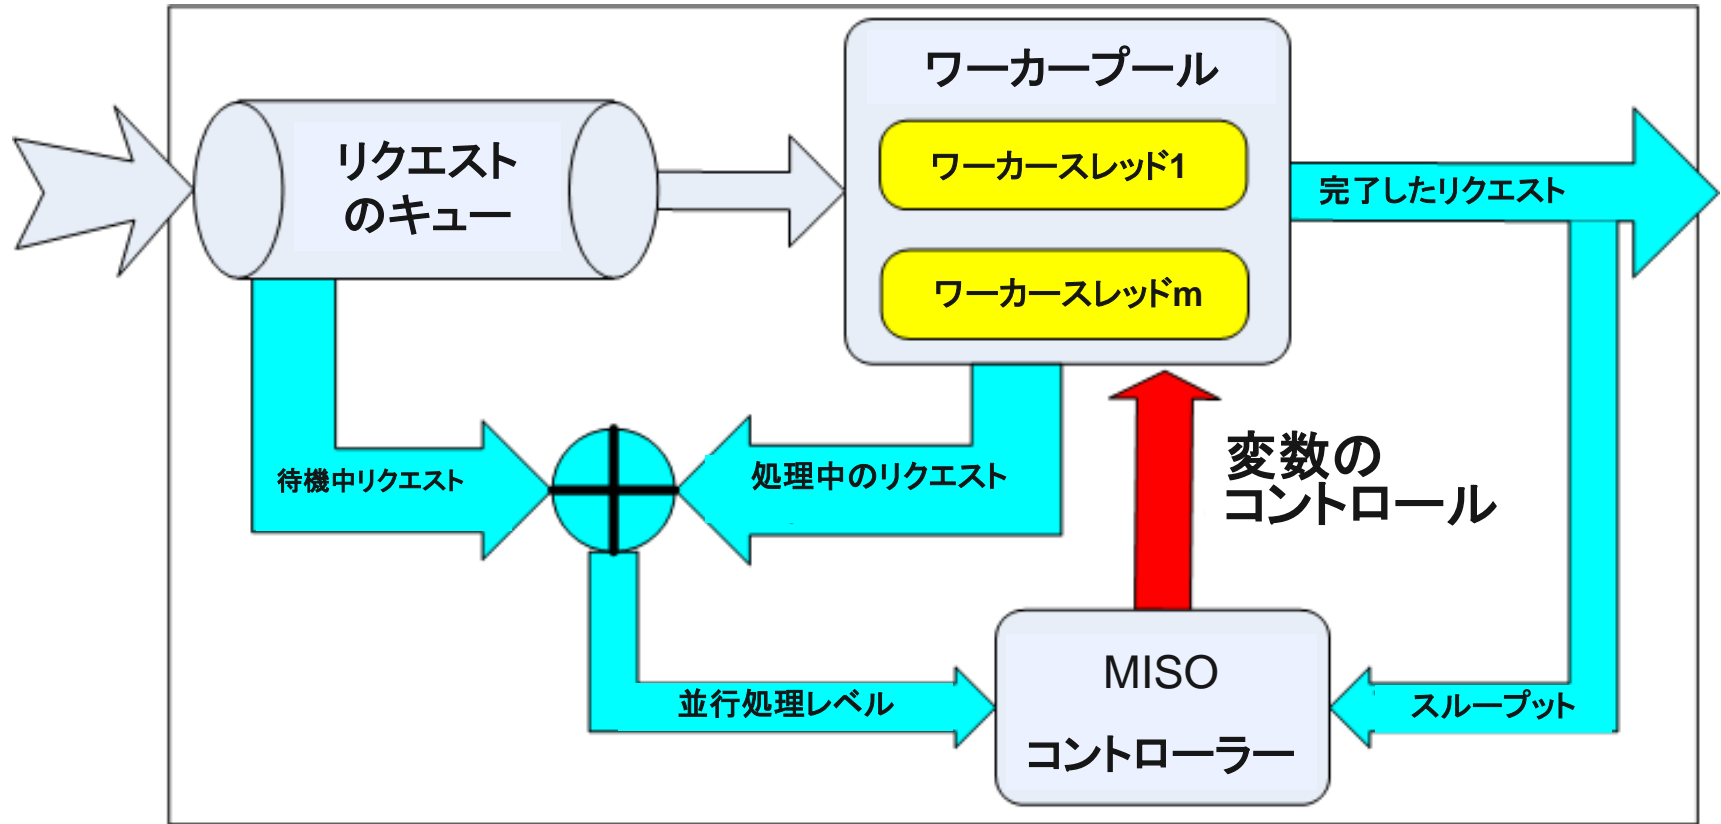 ワーカープール
リクエスト
のキュー
ワーカースレッド1
完了したリクエスト
ワーカースレッドm
待機中リクエスト
処理中のリクエスト
変数の
コントロール
並行処理レベル
MISO
コントローラー
スループット